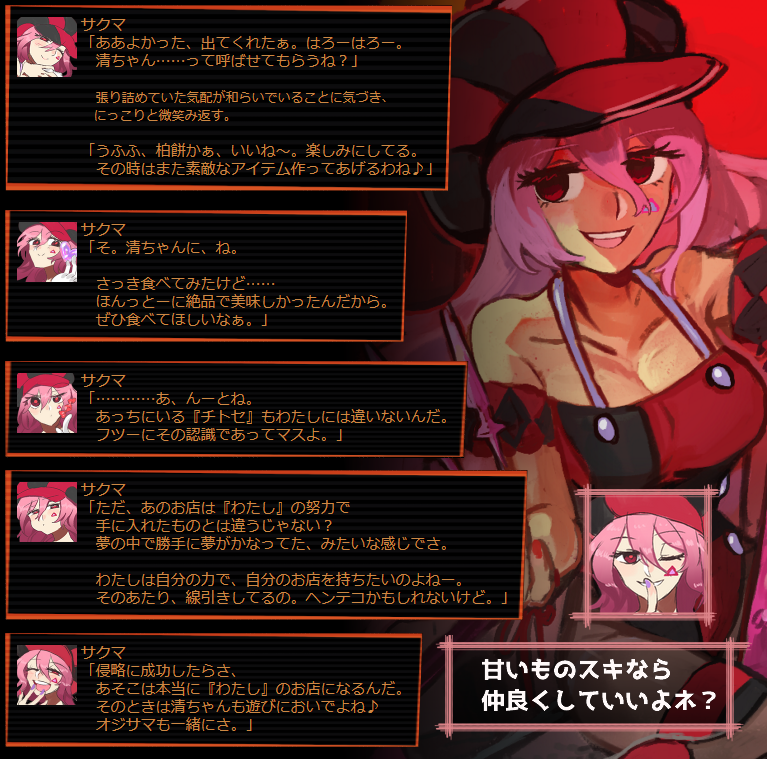 サクマ
「ああよかった、出てくれたぁ。はろーはろー。
清ちゃん……って呼ばせてもらうね？」
張り詰めていた気配が和らいでいることに気づき、
にっこりと微笑み返す。
「うふふ、柏餅かぁ、いいね～。楽しみにしてる。
その時はまた素敵なアイテム作ってあげるわね♪」
サクマ
「そ。清ちゃんに、ね。
さっき食べてみたけど……
ほんっとーに絶品で美味しかったんだから。
ぜひ食べてほしいなぁ。」
サクマ
「…………あ、んーとね。
あっちにいる『チトセ』もわたしには違いないんだ。
フツーにその認識であってマスよ。」
サクマ
「ただ、あのお店は『わたし』の努力で
手に入れたものとは違うじゃない？
夢の中で勝手に夢がかなってた、みたいな感じでさ。
わたしは自分の力で、自分のお店を持ちたいのよねー。
そのあたり、線引きしてるの。ヘンテコかもしれないけど。」
サクマ
「侵略に成功したらさ、
あそこは本当に『わたし』のお店になるんだ。
そのときは清ちゃんも遊びにおいでよね♪
オジサマも一緒にさ。」
甘いものスキなら
仲良くしていいよネ？